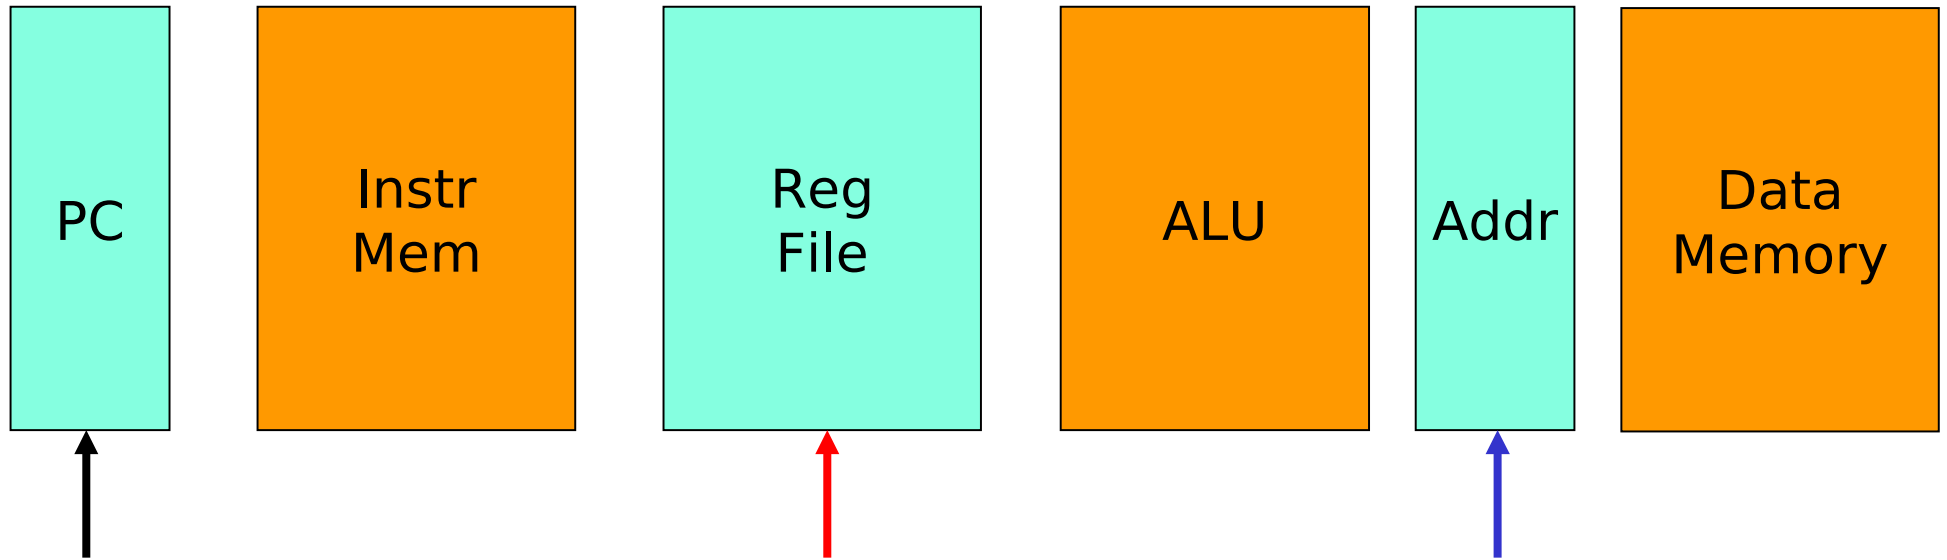 PC
Instr
Mem
Reg
File
ALU
Addr
Data
Memory